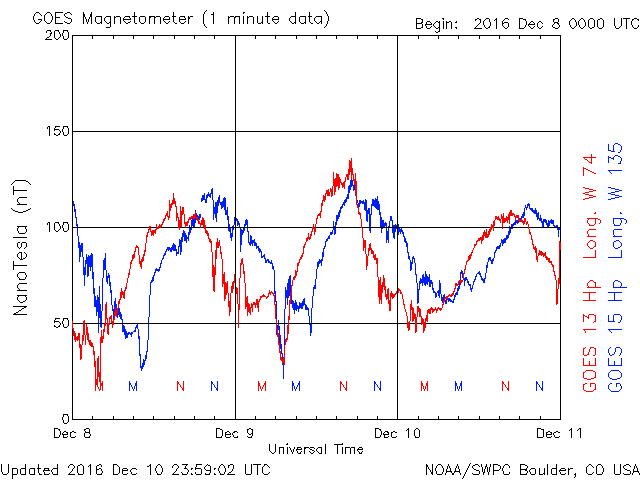 GOES Magnetometer (1 minute data)
Begin: 2016 Dec 8 0000 UTC
200
150
100
50
0
NanoTesla (nT)
M M N N M M N N M M N N
Dec 8 Dec 9 Dec 10 Dec 11
Universal Time
GOES 13 Hp Long. W 74
GOES 15 Hp Long. W 135
Updated 2016 Dec 10 23:59:02 UTC
NOAA/SWPC Boulder, CO USA